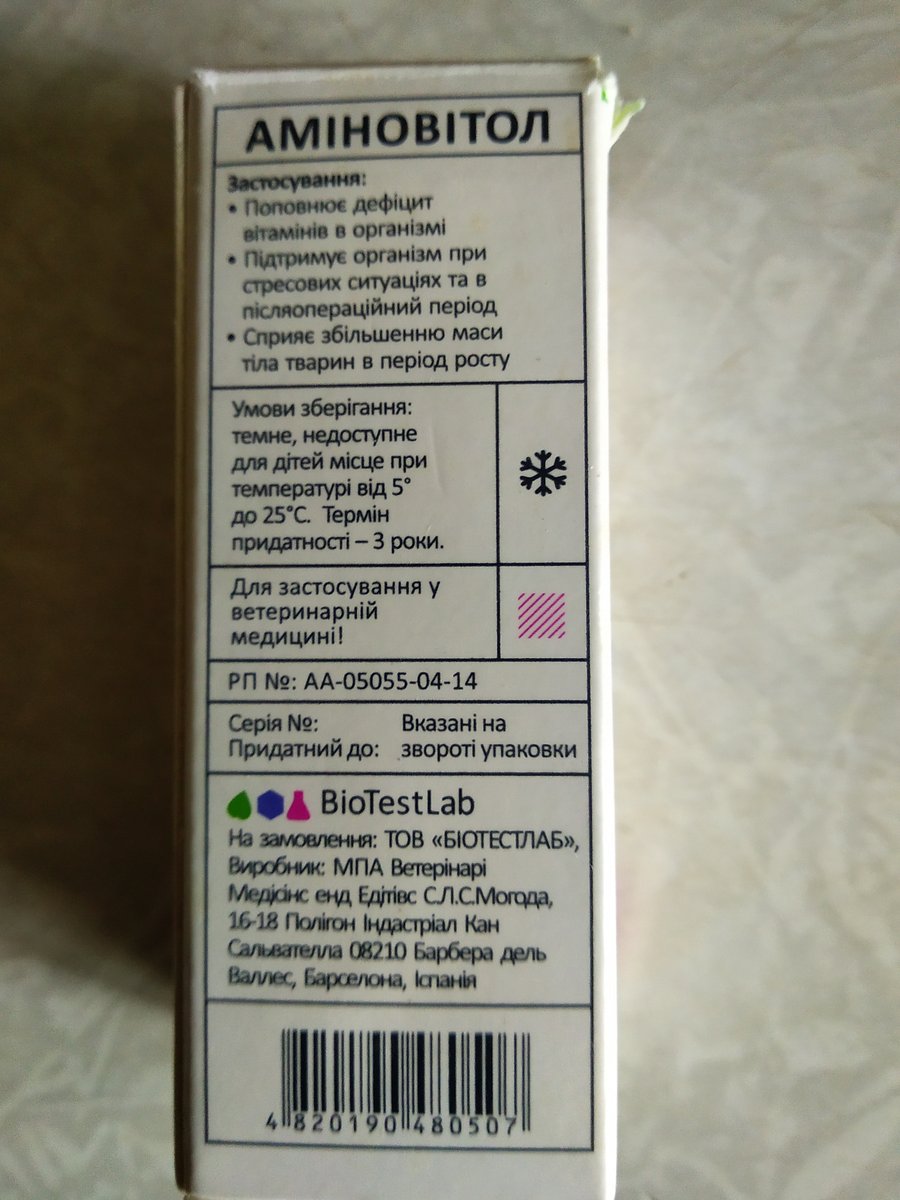 АМІНОВІТОЛ
Застосування:
• Поповнює дефіцит
вітамінів в організмі
• Підтримує організм при
стресових ситуаціях та в
післяопераційний період
• Сприяє збільшенню маси
тіла тварин в період росту
Умови зберігання:
темне, недоступне
для дітей місце при
температурі від 5°
до 25°С. Термін
придатності – 3 роки.
Для застосування у
ветеринарній
медицині!
РП №: АА-05055-04-14
Серія №: Вказані на
Придатний до: звороті упаковки
BioTestLab
На замовлення: ТОВ «БІОТЕСТЛАБ»,
Виробник: МПА Ветерінарі
Медісінс енд Едітівс С.Л.С.Могода,
16-18 Полігон Індастріал Кан
Сальвателла 08210 Барбера дель
Валлес, Барселона, Іспанія
4 820190 480507